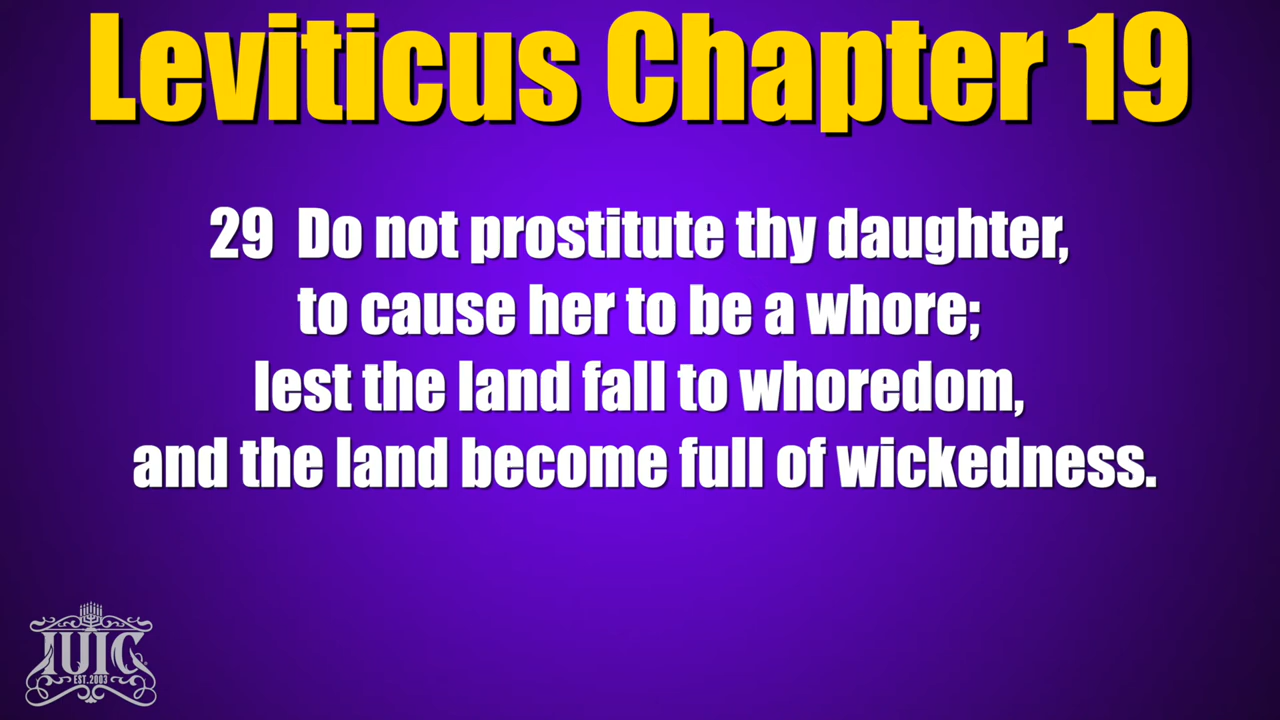 Leviticus Chapter 19
29 Do not prostitute thy daughter,
to cause her to be a whore;
lest the land fall to whoredom,
and the land become full of wickedness.
IUIC
EST. 2003